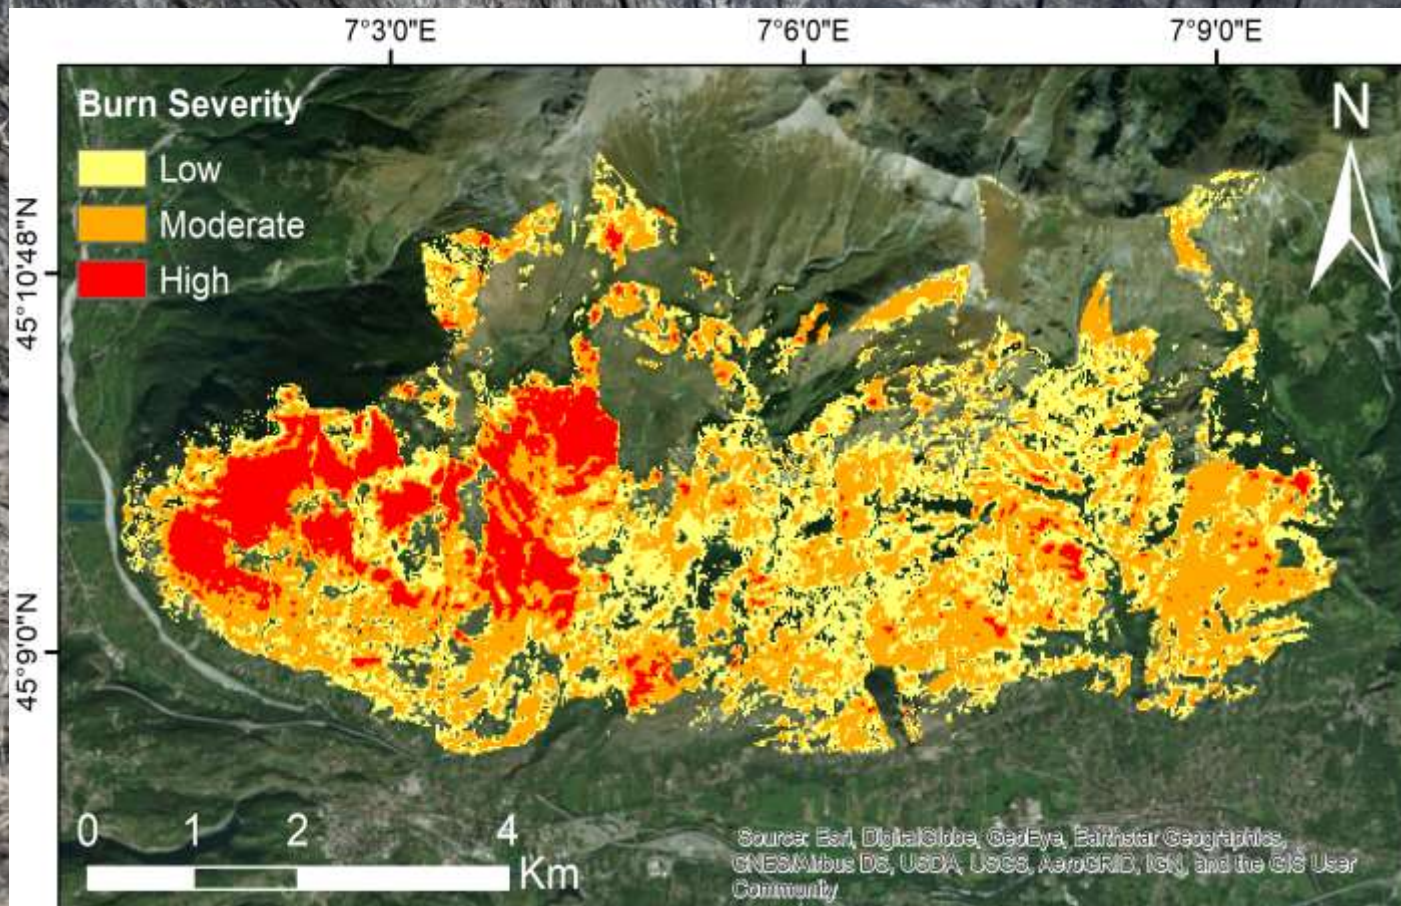 7°3'0"E 7°6'0"E 7°9'0"E
Burn Severity
Low
Moderate
High
N
45°10'48"N
45°9'0"N
0 1 2 4
Km
Source: Esri, DigitalGlobe, GeoEye, Earthstar Geographics,
CNES/Airbus DS, USDA, USGS, AeroGRID, IGN, and the GIS User
Community